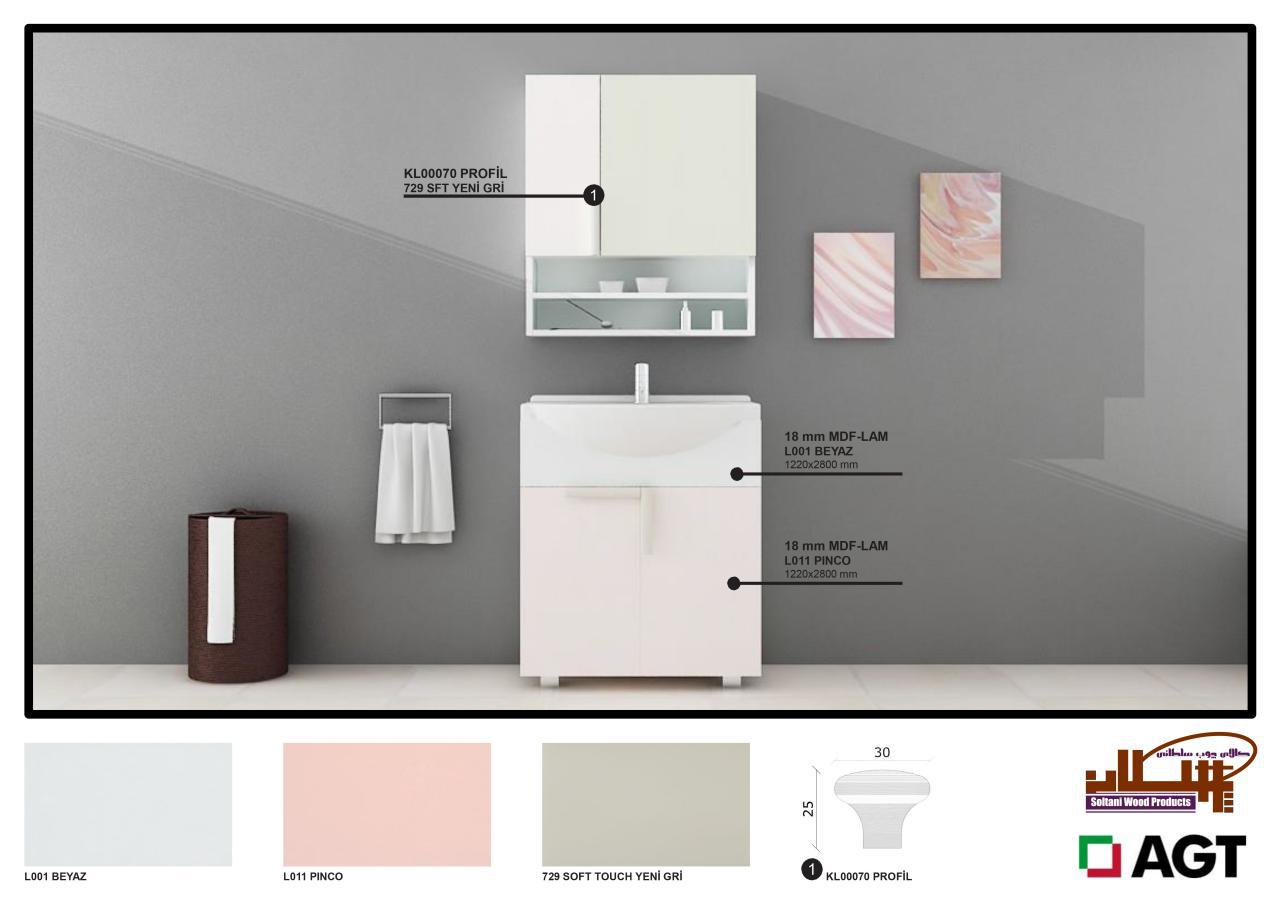 KL00070 PROFİL
729 SFT YENİ GRİ
1
18 mm MDF-LAM
L001 BEYAZ
1220x2800 mm
18 mm MDF-LAM
L011 PINCO
1220x2800 mm
L001 BEYAZ
L011 PINCO
729 SOFT TOUCH YENİ GRİ
30
25
1 KL00070 PROFİL
کالای چوب سلطانی
Soltani Wood Products
AGT